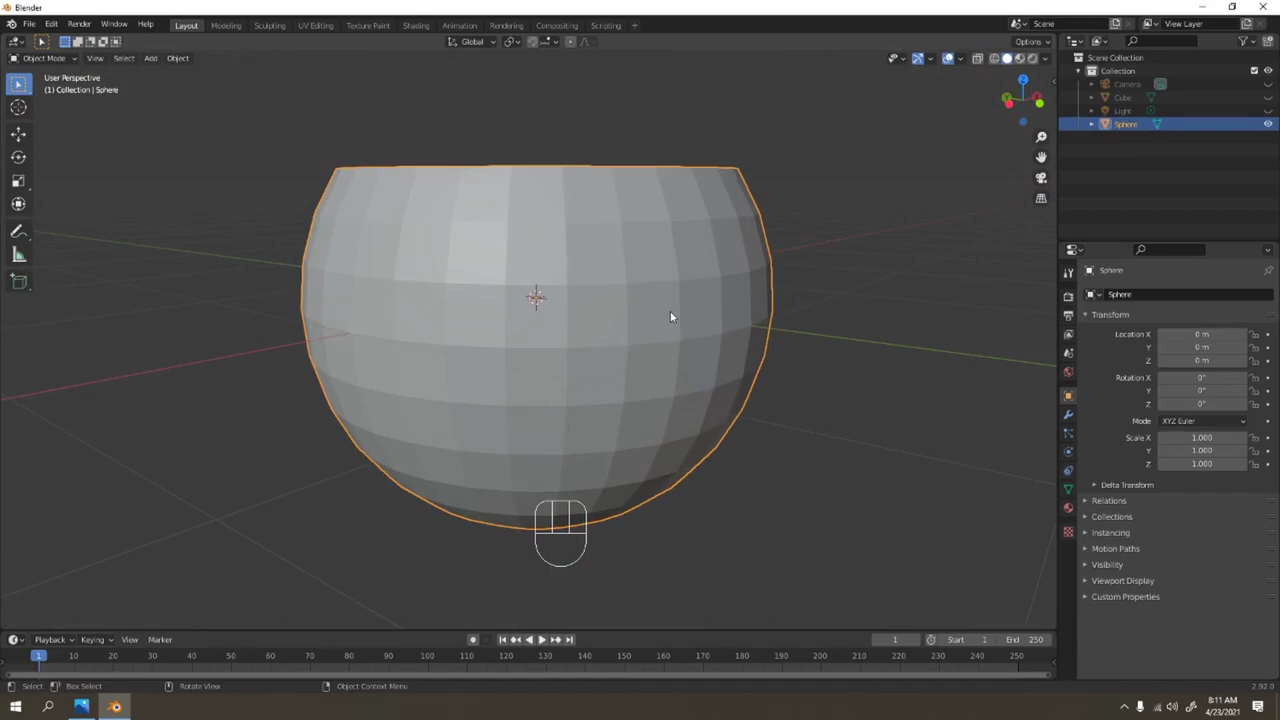 Blender
File Edit Render Window Help Layout Modeling Sculpting UV Editing Texture Paint Shading Animation Rendering Compositing Scripting + Scene View Layer
Global Options
Object Mode View Select Add Object
User Perspective
(1) Collection | Sphere
Scene Collection
Collection
Camera
Cube
Light
Sphere
Sphere
Sphere
Transform
Location X 0 m
Y 0 m
Z 0 m
Rotation X 0°
Y 0°
Z 0°
Mode XYZ Euler
Scale X 1.000
Y 1.000
Z 1.000
Delta Transform
Relations
Collections
Instancing
Motion Paths
Visibility
Viewport Display
Custom Properties
Playback Keying View Marker 1 Start 1 End 250
1 10 20 30 40 50 60 70 80 90 100 110 120 130 140 150 160 170 180 190 200 210 220 230 240 250
Select Box Select Rotate View Object Context Menu 2.92.0
8:11 AM
4/23/2021